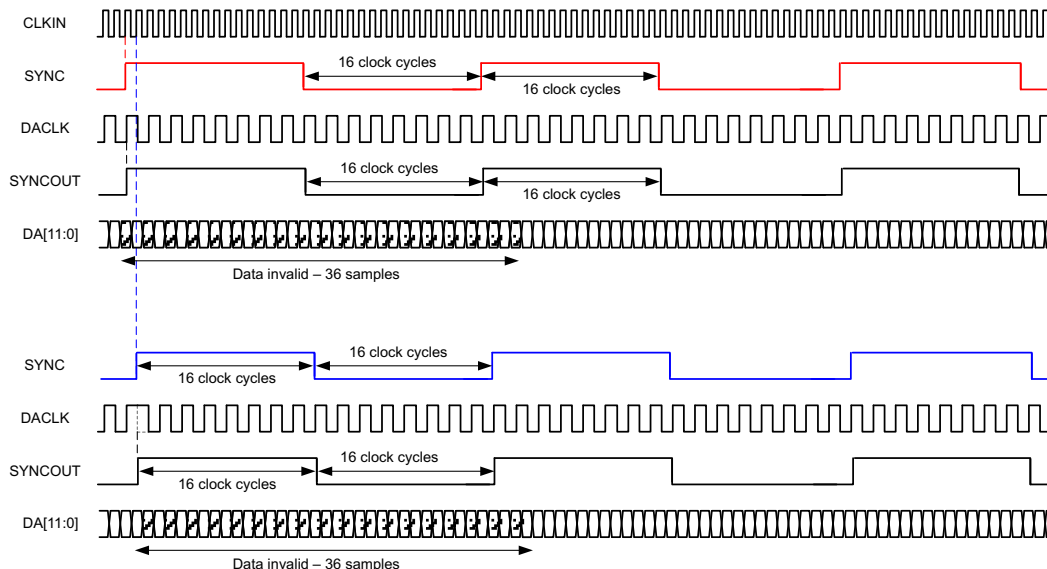 CLKIN
16 clock cycles
SYNC
16 clock cycles
DACLK
16 clock cycles
SYNCOUT
16 clock cycles
DA[11:0]
Data invalid – 36 samples
16 clock cycles
SYNC
16 clock cycles
DACLK
16 clock cycles
SYNCOUT
16 clock cycles
DA[11:0]
Data invalid – 36 samples